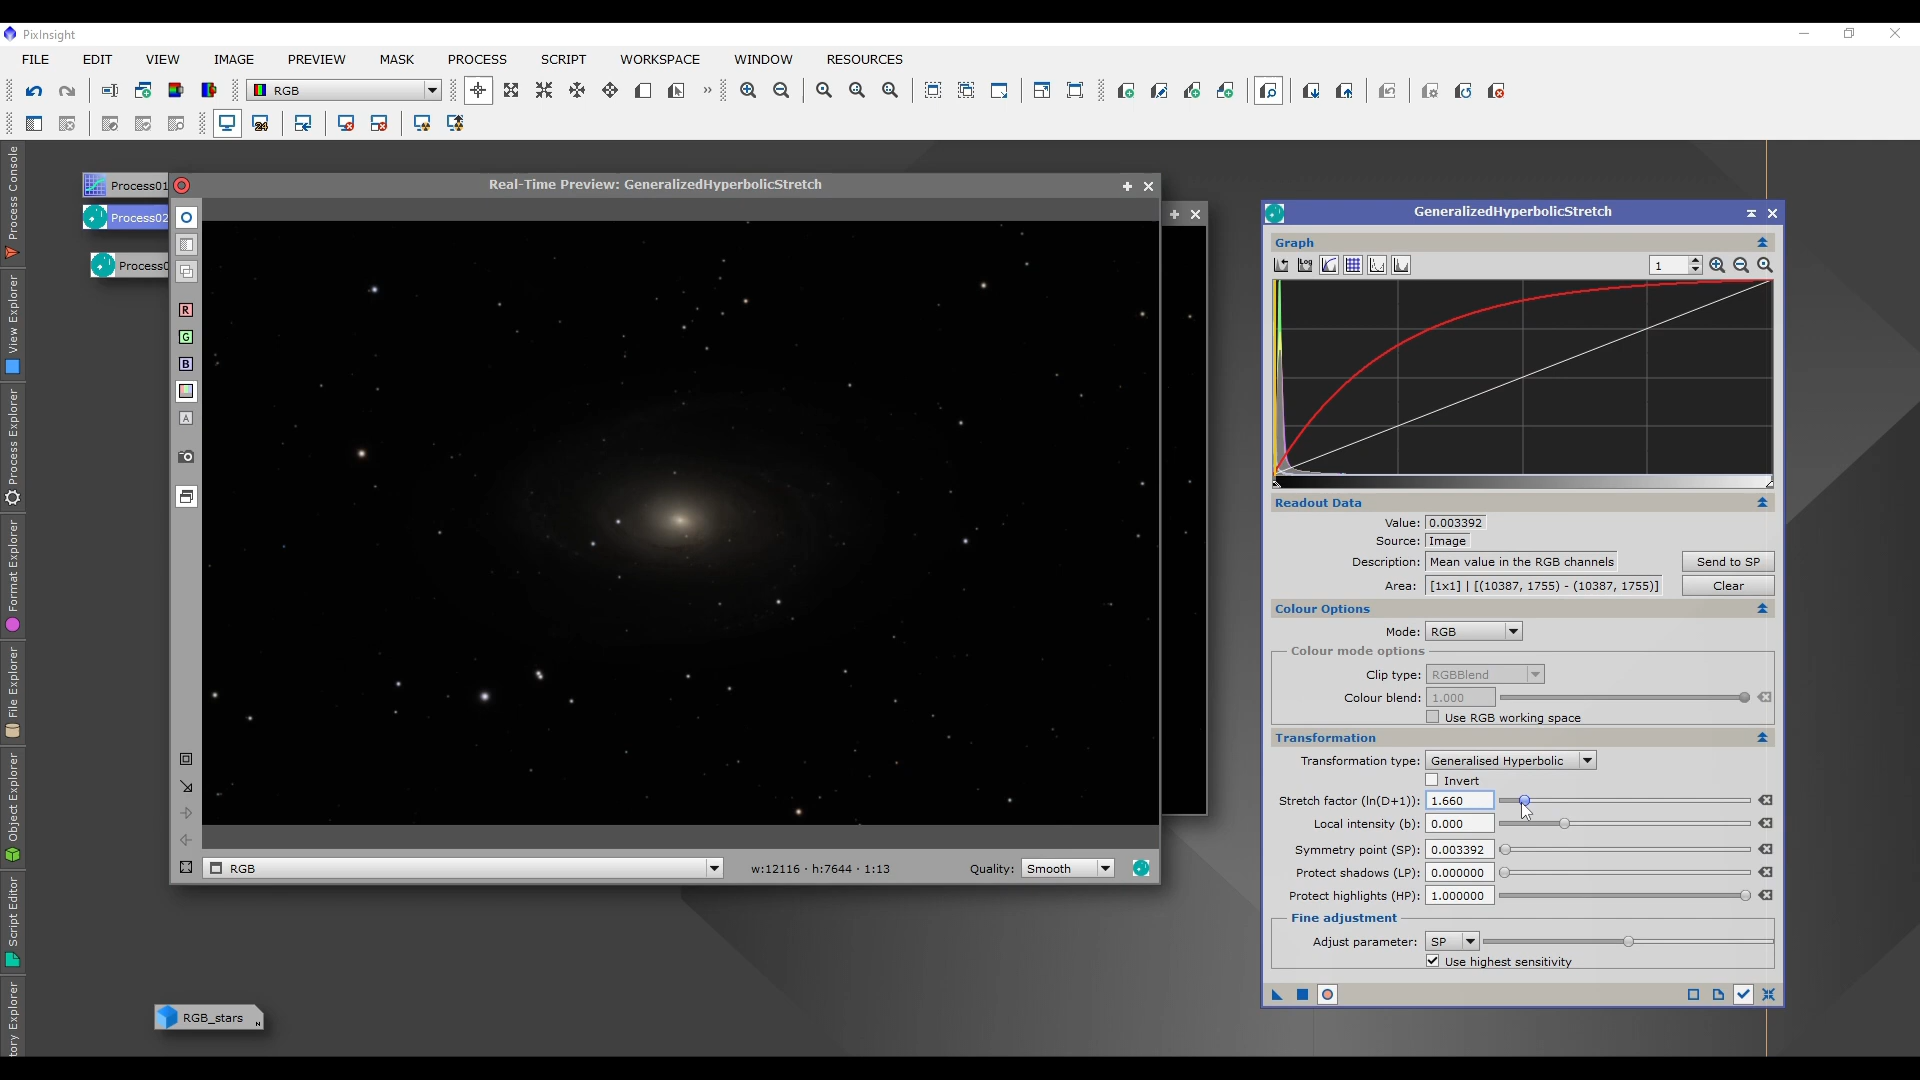 PixInsight
FILE EDIT VIEW IMAGE PREVIEW MASK PROCESS SCRIPT WORKSPACE WINDOW RESOURCES
RGB
24
Process Console
View Explorer
Process Explorer
Format Explorer
File Explorer
Object Explorer
Script Editor
tory Explorer
Process01
Process02
Process0
RGB_stars
N
Real-Time Preview: GeneralizedHyperbolicStretch
R
G
B
A
RGB
w:12116 · h:7644 · 1:13
Quality: Smooth
GeneralizedHyperbolicStretch
Graph
Log
1
Readout Data
Value: 0.003392
Source: Image
Description: Mean value in the RGB channels Send to SP
Area: [1x1] | [(10387, 1755) - (10387, 1755)] Clear
Colour Options
Mode: RGB
Colour mode options
Clip type: RGBBlend
Colour blend: 1.000
Use RGB working space
Transformation
Transformation type: Generalised Hyperbolic
Invert
Stretch factor (ln(D+1)): 1.660
Local intensity (b): 0.000
Symmetry point (SP): 0.003392
Protect shadows (LP): 0.000000
Protect highlights (HP): 1.000000
Fine adjustment
Adjust parameter: SP
Use highest sensitivity